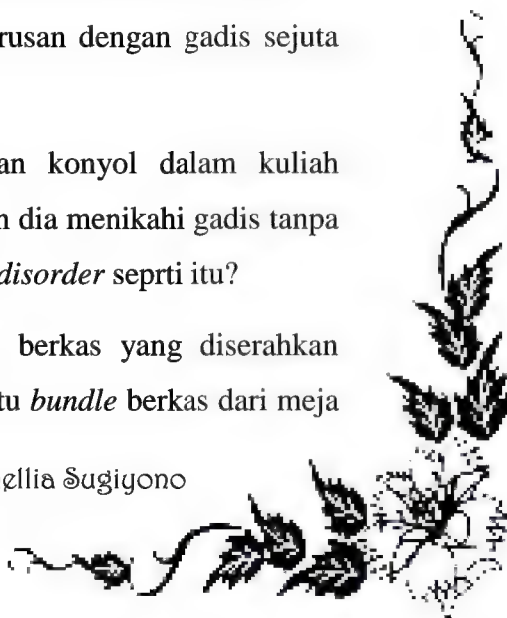 rusan dengan gadis sejuta
an konyol dalam kuliah
n dia menikahi gadis tanpa
disorder seprti itu?
berkas yang diserahkan
tu bundle berkas dari meja
ellia Sugiyono